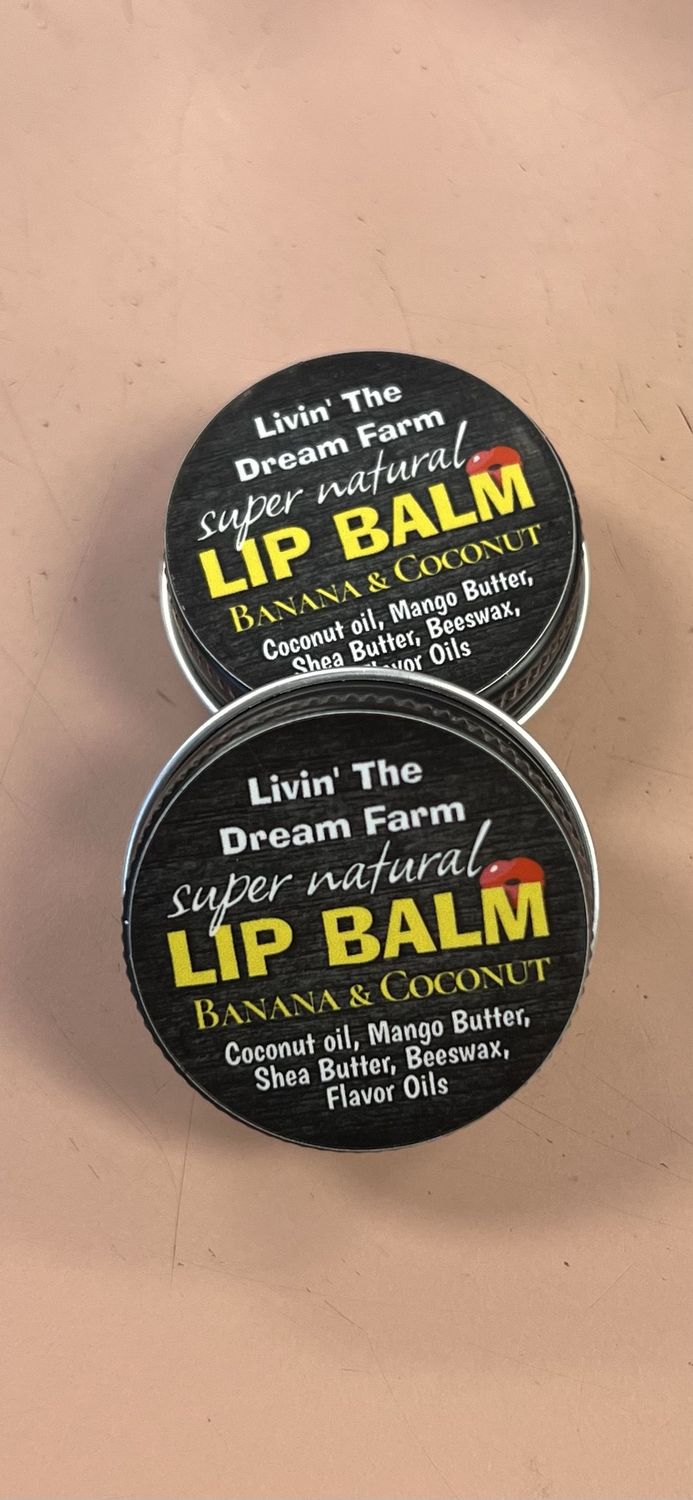 Livin' The
Dream Farm
super natural
LIP BALM
BANANA & COCONUT
Coconut oil, Mango Butter,
Shea Butter, Beeswax,
Oils
Livin' The
Dream Farm
super natural
LIP BALM
BANANA & COCONUT
Coconut oil, Mango Butter,
Shea Butter, Beeswax,
Flavor Oils